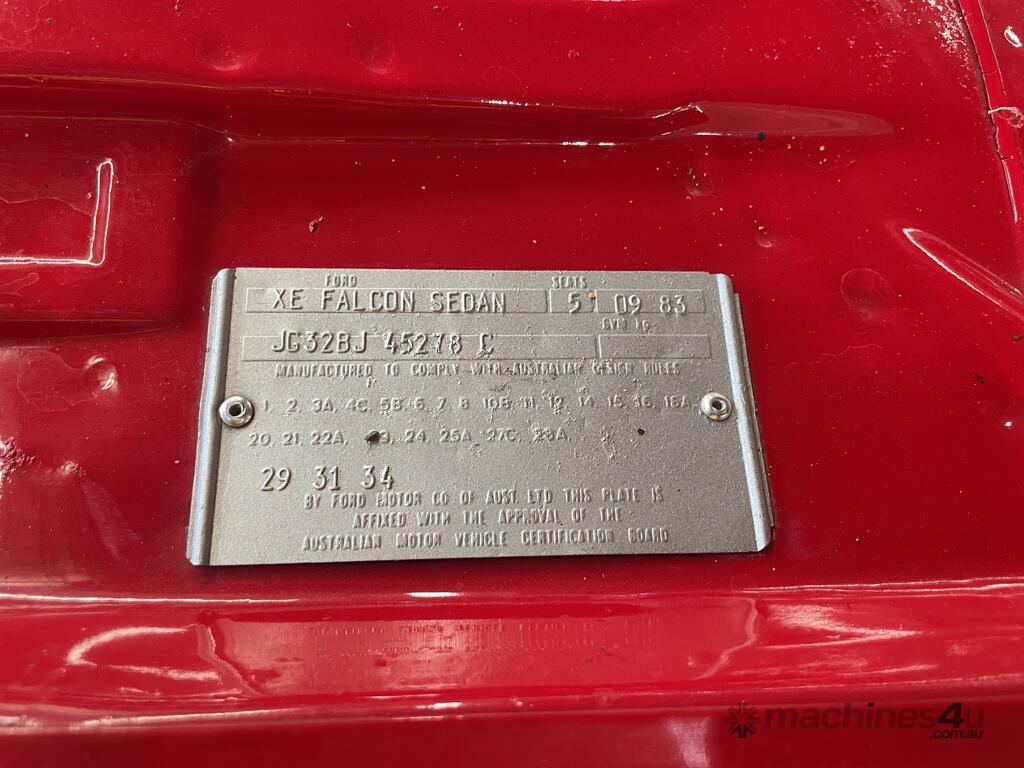 FORD SEATS
XE FALCON SEDAN 5 09 83
JG32BJ 45278 C
MANUFACTURED TO COMPLY WITH AUSTRALIAN DESIGN RULES
1, 2, 3A, 4C, 5B, 6, 7, 8, 10B, 11, 12, 14, 15, 16, 18A,
20, 21, 22A, 23, 24, 25A, 27C, 28A,
29 31 34
BY FORD MOTOR CO OF AUST. LTD THIS PLATE IS
AFFIXED WITH THE APPROVAL OF THE
AUSTRALIAN MOTOR VEHICLE CERTIFICATION BOARD
machines4u
.com.au